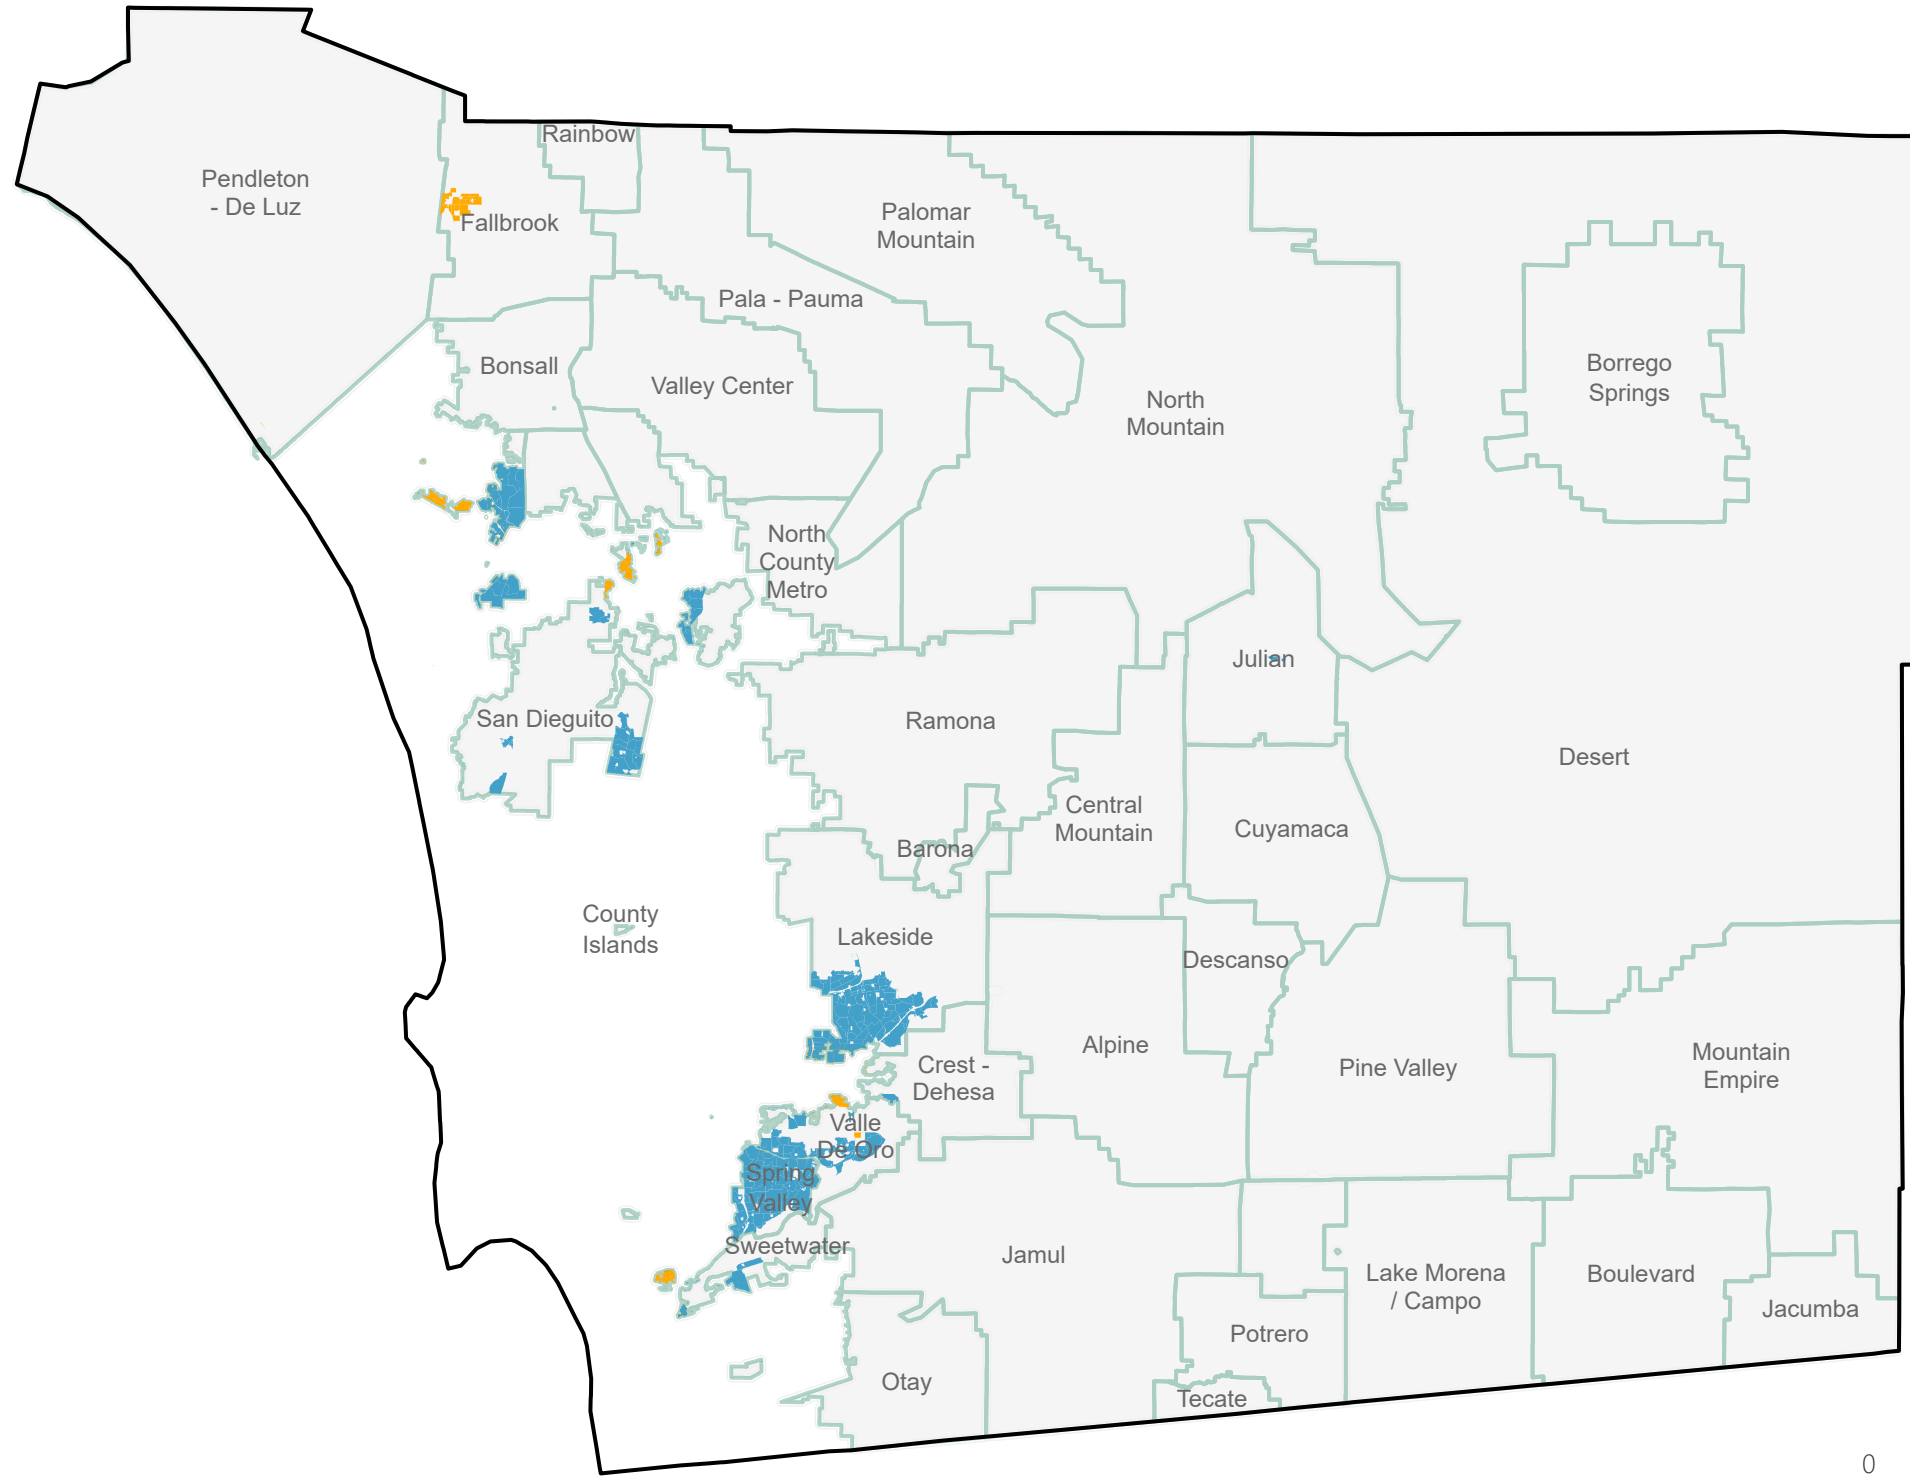 Rainbow
Pendleton
- De Luz
Fallbrook
Palomar
Mountain
Pala - Pauma
Bonsall
Valley Center
North
Mountain
Borrego
Springs
North
County
Metro
Julian
San Dieguito
Ramona
Desert
Central
Mountain
Cuyamaca
Barona
County
Islands
Lakeside
Descanso
Alpine
Crest -
Dehesa
Pine Valley
Mountain
Empire
Valle
De Oro
Spring
Valley
Sweetwater
Jamul
Lake Morena
/ Campo
Boulevard
Jacumba
Potrero
Otay
Tecate
0